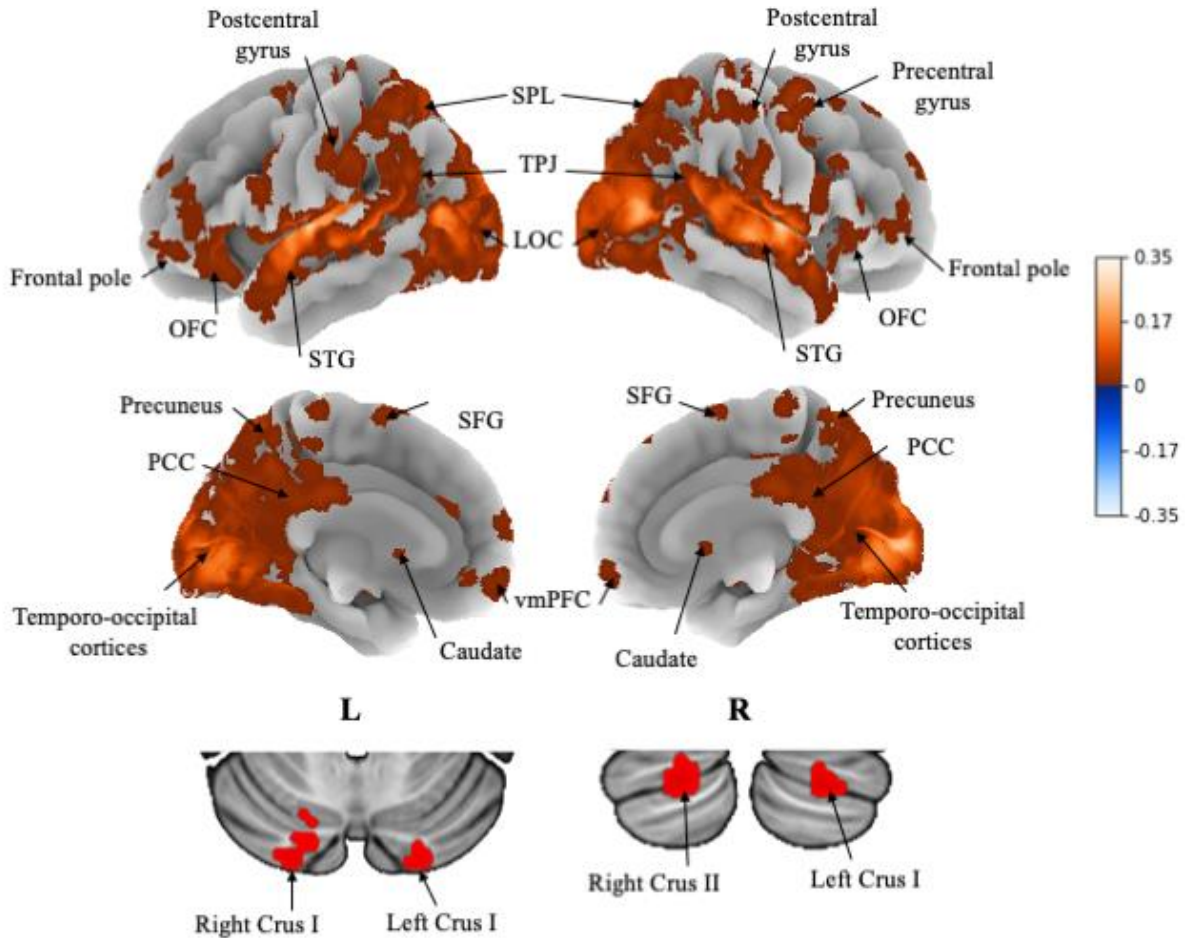 Postcentral
gyrus
Postcentral
gyrus
Precentral
gyrus
SPL
TPJ
LOC
Frontal pole
OFC
STG
STG
OFC
Frontal pole
0.35
0.17
0
-0.17
-0.35
Precuneus
PCC
SFG
SFG
Precuneus
PCC
Temporo-occipital
cortices
vmPFC
Caudate
Caudate
Temporo-occipital
cortices
L
R
Right Crus I
Left Crus I
Right Crus II
Left Crus I